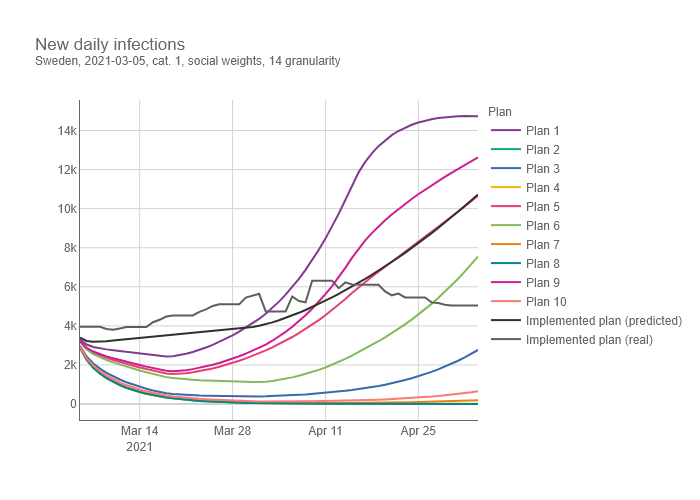 New daily infections
Sweden, 2021-03-05, cat. 1, social weights, 14 granularity
14k
12k
10k
8k
6k
4k
2k
0
Mar 14
2021
Mar 28
Apr 11
Apr 25
Plan
Plan 1
Plan 2
Plan 3
Plan 4
Plan 5
Plan 6
Plan 7
Plan 8
Plan 9
Plan 10
Implemented plan (predicted)
Implemented plan (real)